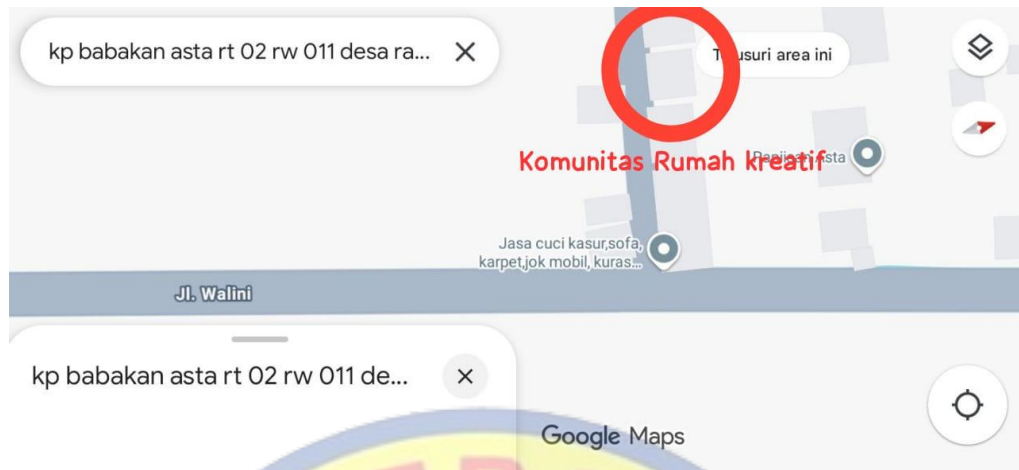 kp babakan asta rt 02 rw 011 desa ra...
usuri area ini
Komunitas Rumah kreatif
Asta
Jasa cuci kasur,sofa,
karpet,jok mobil, kuras...
Jl. Walini
kp babakan asta rt 02 rw 011 de...
Google Maps